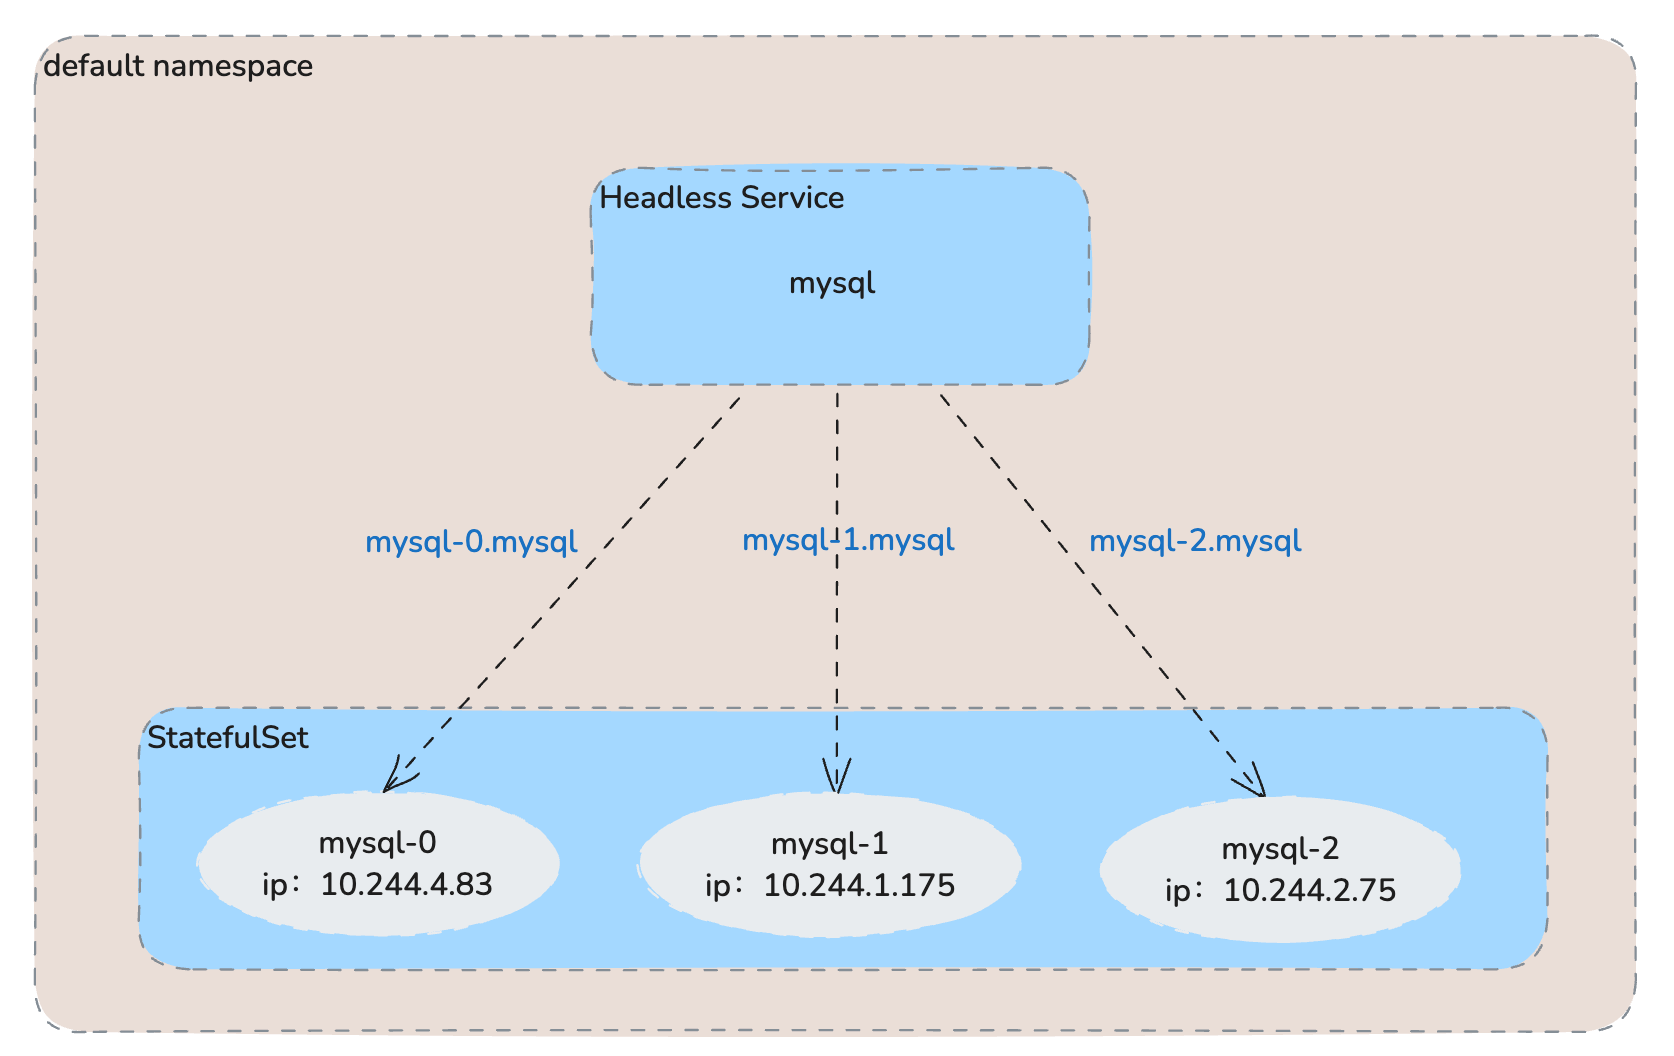 default namespace
Headless Service
mysql
mysql-0.mysql
mysql-1.mysql
mysql-2.mysql
StatefulSet
mysql-0
ip：10.244.4.83
mysql-1
ip：10.244.1.175
mysql-2
ip：10.244.2.75